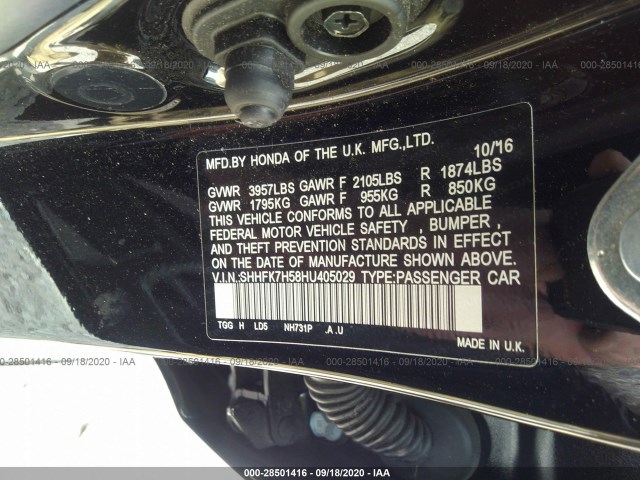 000-28501416 - 09/18/2020 - IAA
MFD.BY HONDA OF THE U.K. MFG.,LTD. 10/16
GVWR 3957LBS GAWR F 2105LBS R 1874LBS
GVWR 1795KG GAWR F 955KG R 850KG
THIS VEHICLE CONFORMS TO ALL APPLICABLE
FEDERAL MOTOR VEHICLE SAFETY , BUMPER ,
AND THEFT PREVENTION STANDARDS IN EFFECT
ON THE DATE OF MANUFACTURE SHOWN ABOVE.
V.I.N.:SHHFK7H58HU405029 TYPE:PASSENGER CAR
TGG H LD5 NH731P .A .U
MADE IN U.K.
000-28501416 - 09/18/2020 - IAA